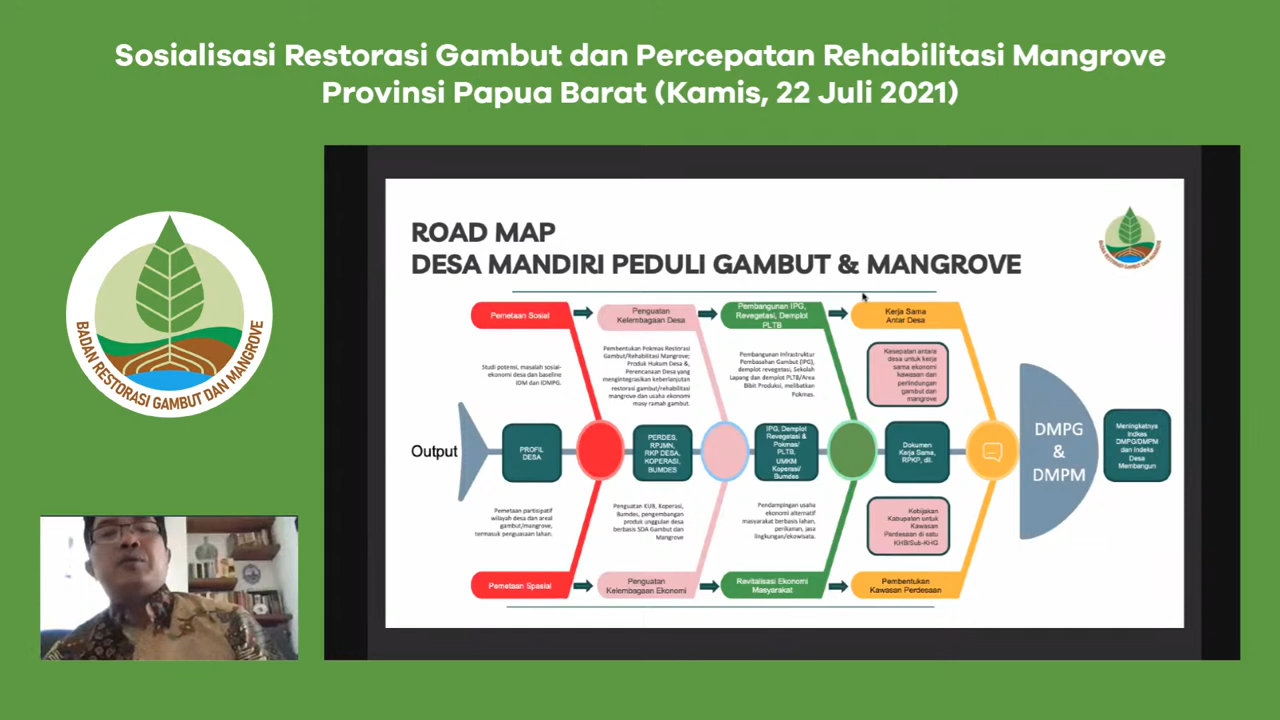 Sosialisasi Restorasi Gambut dan Percepatan Rehabilitasi Mangrove
Provinsi Papua Barat (Kamis, 22 Juli 2021)
BADAN RESTORASI GAMBUT DAN MANGROVE
ROAD MAP
DESA MANDIRI PEDULI GAMBUT & MANGROVE
BADAN RESTORASI GAMBUT DAN MANGROVE
Pemetaan Sosial
Penguatan
Kelembagaan Desa
Pembangunan IPG,
Revegetasi, Demplot
PLTB
Kerja Sama
Antar Desa
Studi potensi, masalah sosial-
ekonomi desa dan baseline
IDM dan IDMPG.
Pembentukan Pokmas Restorasi
Gambut/Rehabilitasi Mangrove;
Produk Hukum Desa &,
Perencanaan Desa yang
mengintegrasikan keberlanjutan
restorasi gambut/rehabilitasi
mangrove dan usaha ekonomi
masy ramah gambut.
Pembangunan Infrastruktur
Pembasahan Gambut (IPG),
demplot revegetasi, Sekolah
Lapang dan demplot PLTB/Area
Bibit Produksi, melibatkan
Pokmas.
Kesepatan antara
desa untuk kerja
sama ekonomi
kawasan dan
perlindungan
gambut dan
mangrove
Output
PROFIL
DESA
PERDES,
RPJMN,
RKP DESA,
KOPERASI,
BUMDES
IPG, Demplot
Revegetasi &
Pokmas/
PLTB,
UMKM
Koperasi/
Bumdes
Dokumen
Kerja Sama,
RPKP, dll.
DMPG
&
DMPM
Meningkatnya
Indkes
DMPG/DMPM
dan Indeks
Desa
Membangun
Pemetaan partisipatif
wilayah desa dan areal
gambut/mangrove,
termasuk penguasaan lahan.
Penguatan KUB, Koperasi,
Bumdes, pengembangan
produk unggulan desa
berbasis SDA Gambut dan
Mangrove
Pendampingan usaha
ekonomi alternatif
masyarakat berbasis lahan,
perikanan, jasa
lingkungan/ekowisata.
Kebijakan
Kabupaten untuk
Kawasan
Perdesaan di satu
KHB/Sub-KHG
Pemetaan Spasial
Penguatan
Kelembagaan Ekonomi
Revitalisasi Ekonomi
Masyarakat
Pembentukan
Kawasan Perdesaan